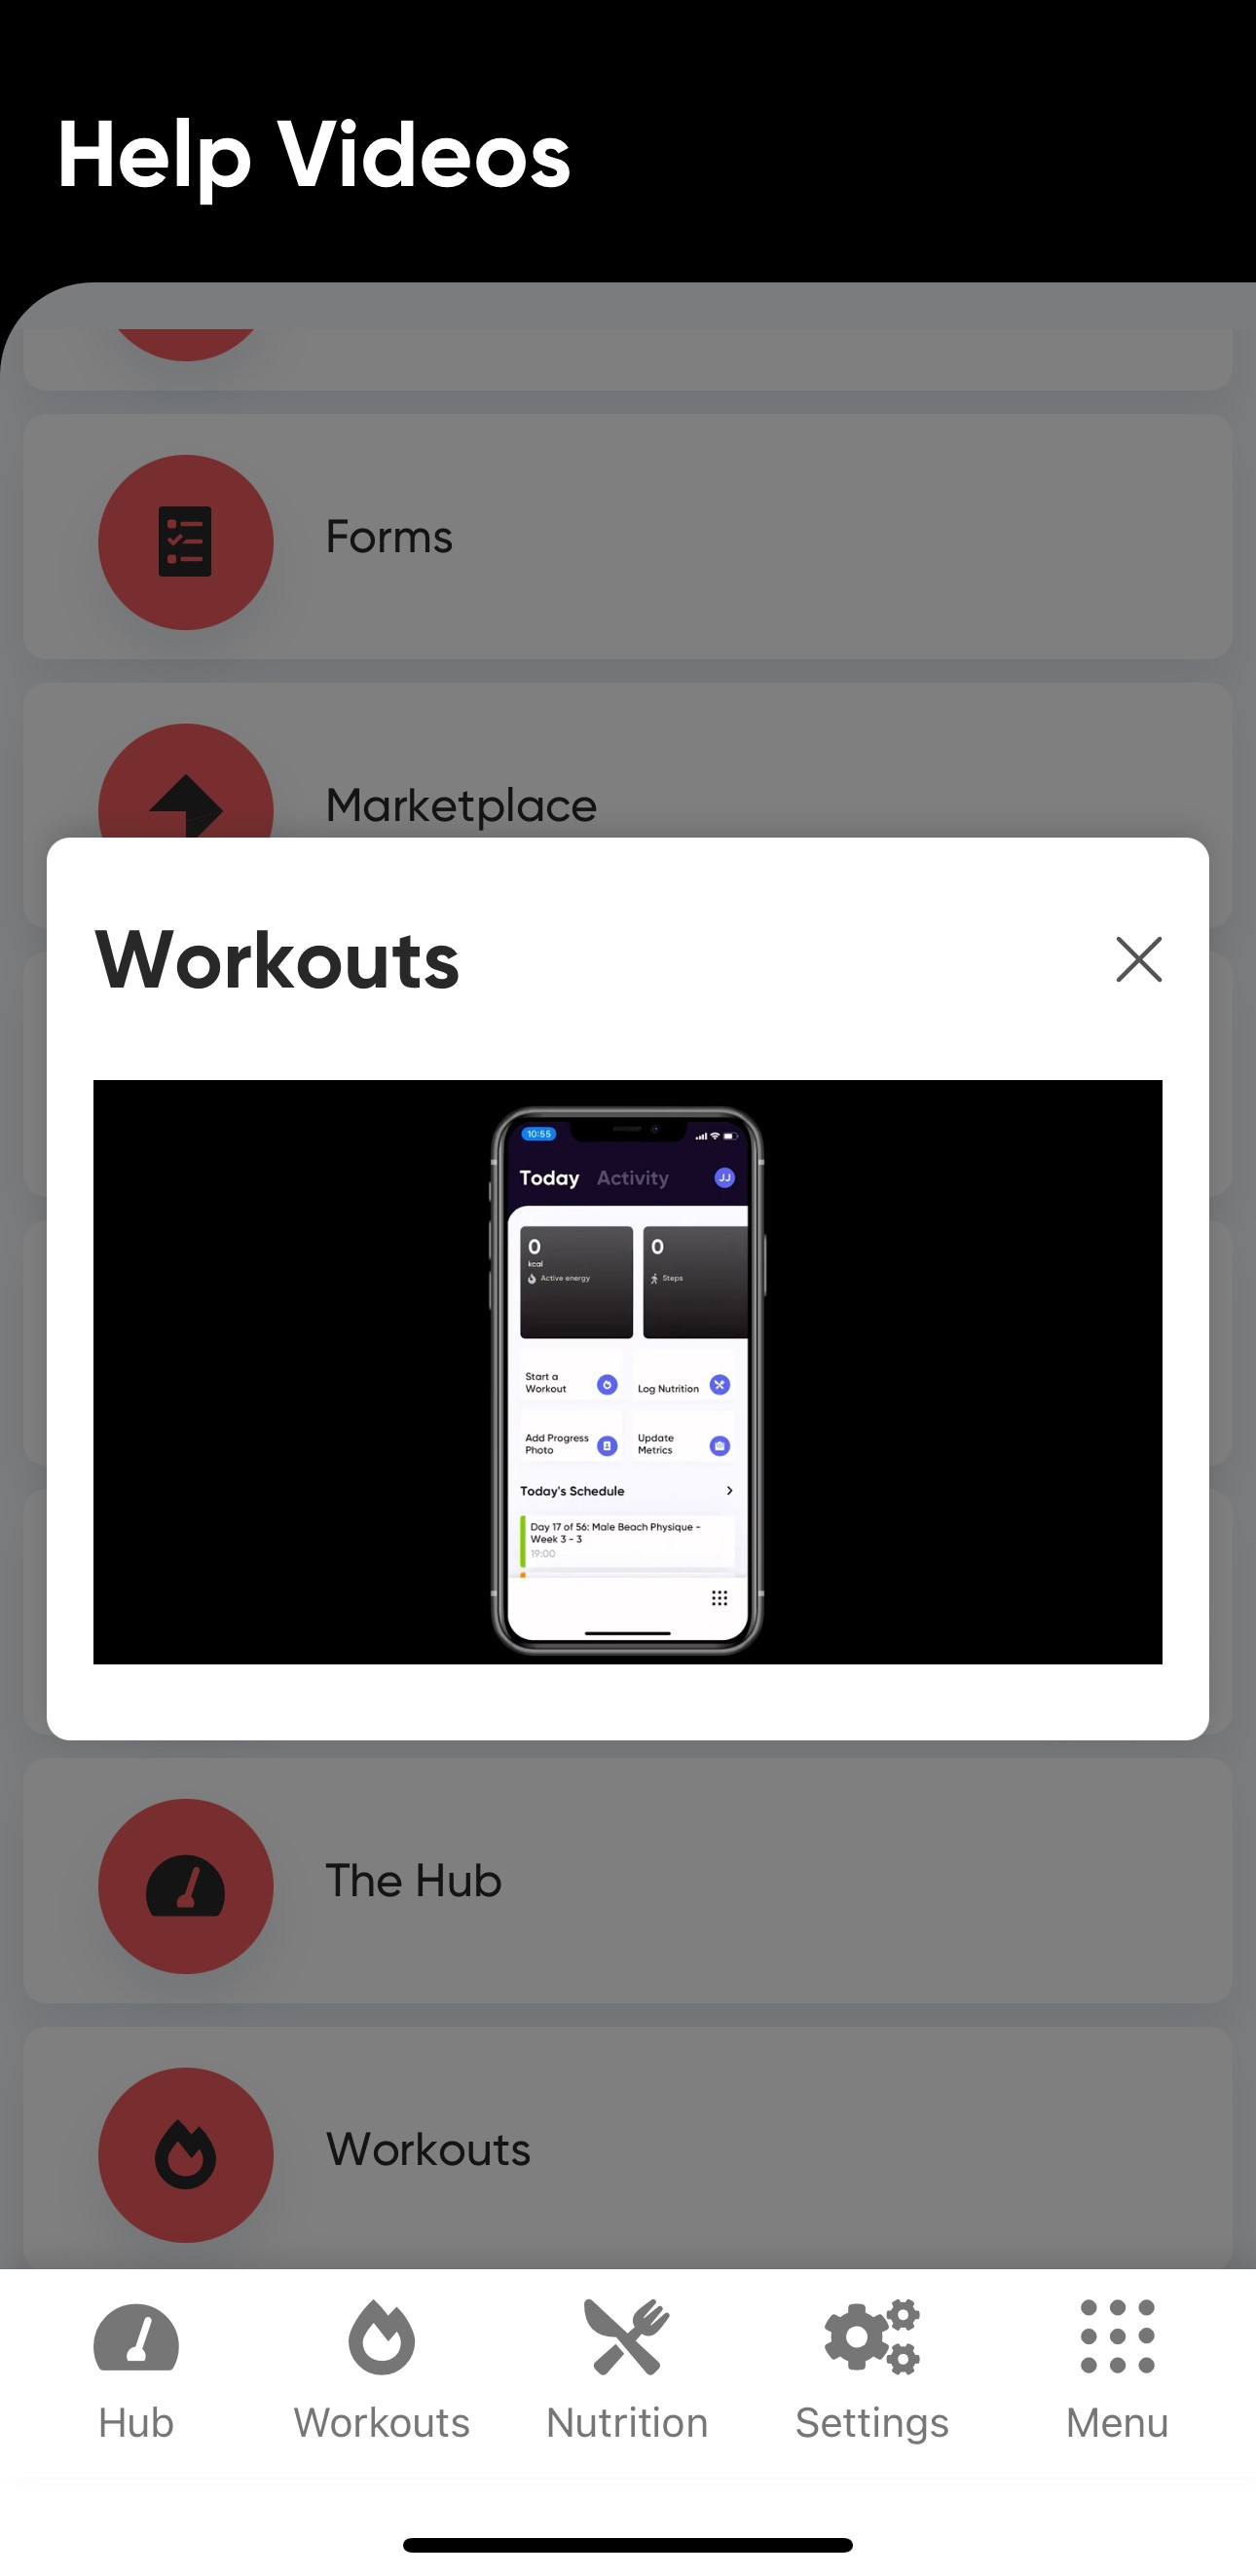 Help Videos
Forms
Marketplace
Workouts
10:55
Today Activity
JJ
0
kcal
Active energy
0
Steps
Start a
Workout
Log Nutrition
Add Progress
Photo
Update
Metrics
Today's Schedule
Day 17 of 56: Male Beach Physique -
Week 3 - 3
19:00
The Hub
Workouts
Hub
Workouts
Nutrition
Settings
Menu